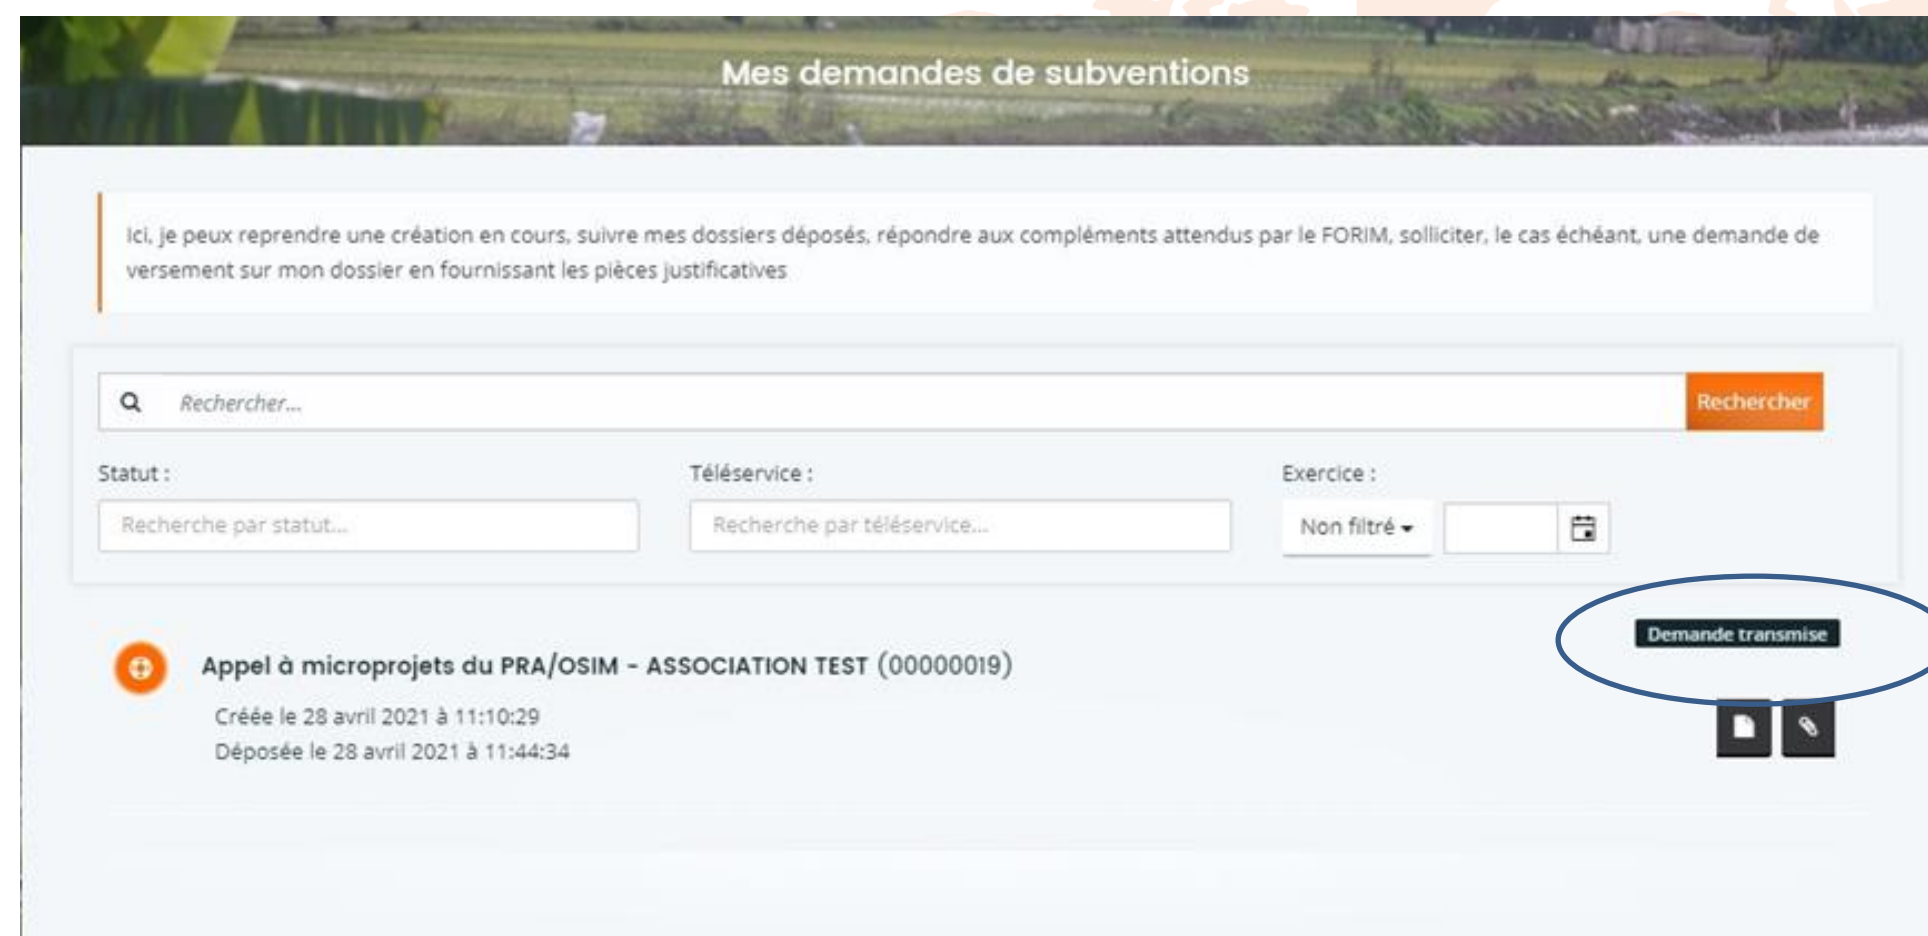 Mes demandes de subventions
Ici, je peux reprendre une création en cours, suivre mes dossiers déposés, répondre aux compléments attendus par le FORIM, solliciter, le cas échéant, une demande de
versement sur mon dossier en fournissant les pièces justificatives
Rechercher...
Rechercher
Statut :
Téléservice :
Exercice :
Recherche par statut...
Recherche par téléservice...
Non filtré
Demande transmise
Appel à microprojets du PRA/OSIM - ASSOCIATION TEST (00000019)
Créée le 28 avril 2021 à 11:10:29
Déposée le 28 avril 2021 à 11:44:34